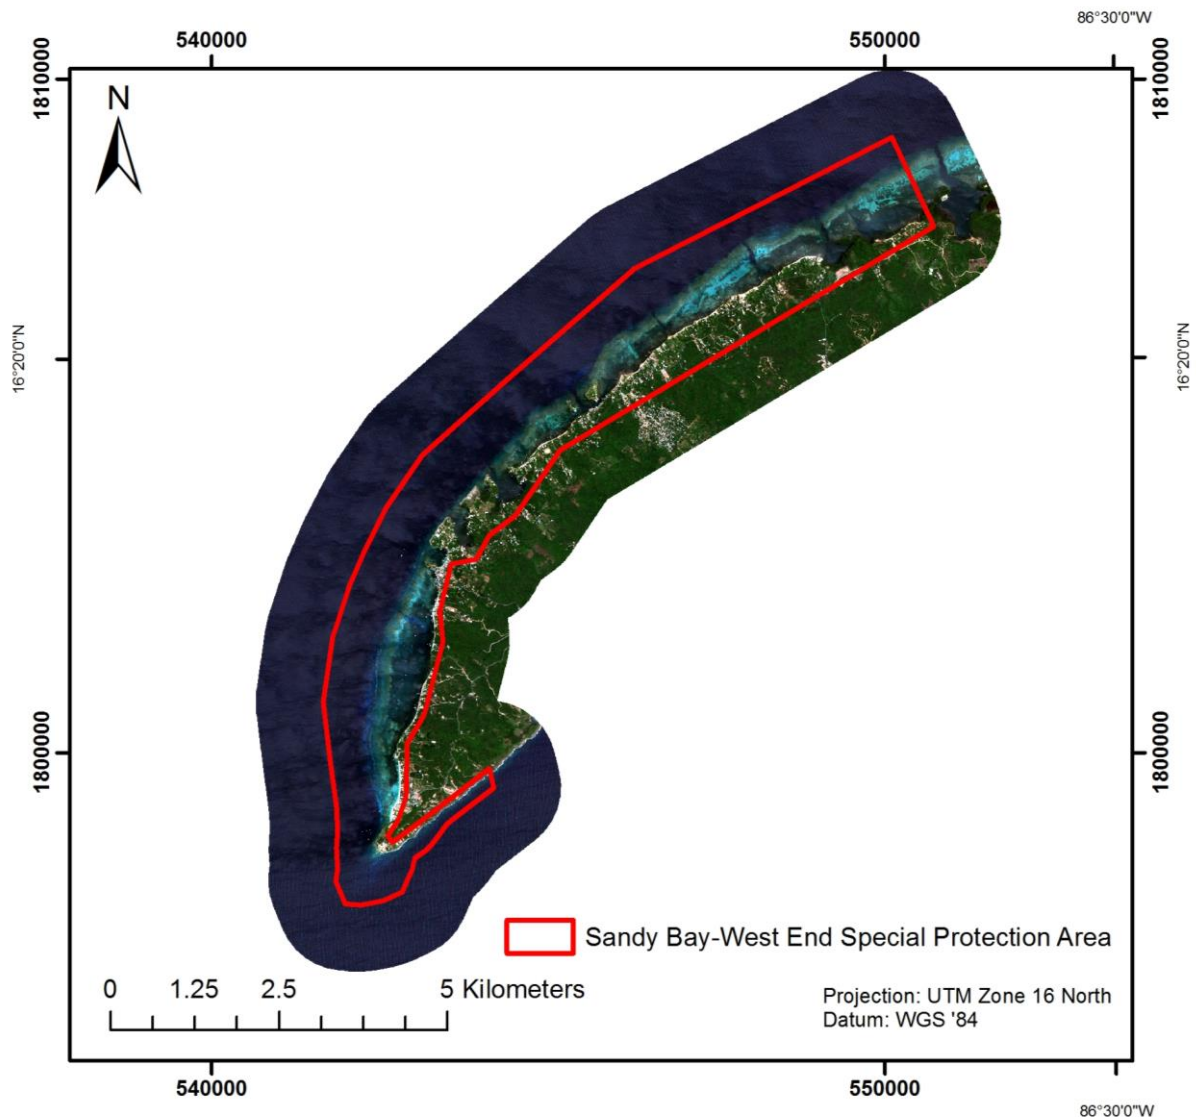 86°30'0"W
540000
550000
1810000
1810000
N
16°20'0"N
16°20'0"N
1800000
1800000
Sandy Bay-West End Special Protection Area
0 1.25 2.5 5 Kilometers
Projection: UTM Zone 16 North
Datum: WGS '84
540000
550000
86°30'0"W